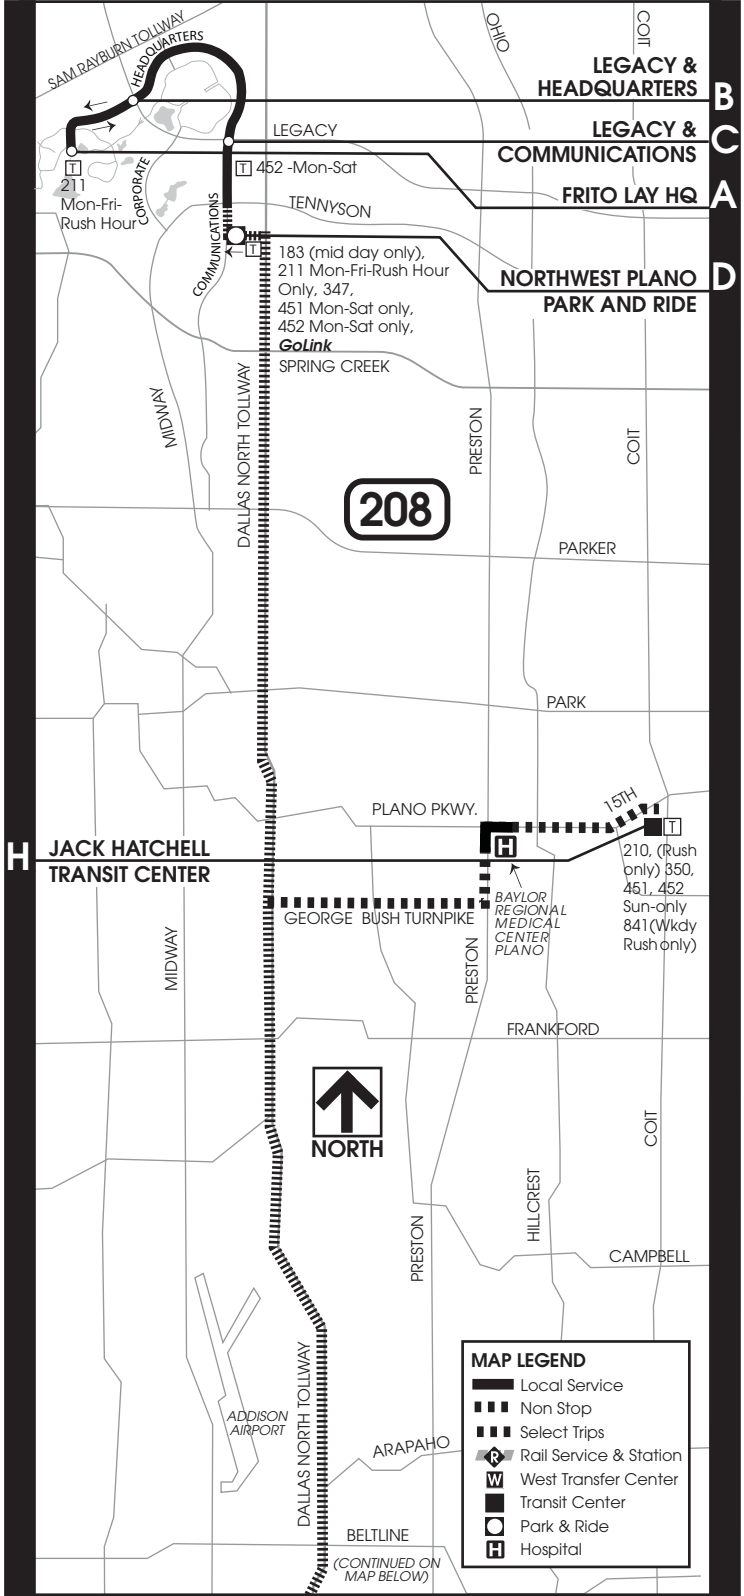 SAM RAYBURN TOLLWAY
HEADQUARTERS
OHIO
COIT
LEGACY &
HEADQUARTERS
B
LEGACY
LEGACY &
COMMUNICATIONS
C
T 452 -Mon-Sat
T
211
Mon-Fri-
Rush Hour
CORPORATE
FRITO LAY HQ
A
TENNYSON
COMMUNICATIONS
T
183 (mid day only),
211 Mon-Fri-Rush Hour
Only, 347,
451 Mon-Sat only,
452 Mon-Sat only,
GoLink
NORTHWEST PLANO
PARK AND RIDE
D
SPRING CREEK
MIDWAY
DALLAS NORTH TOLLWAY
PRESTON
COIT
208
PARKER
PARK
PLANO PKWY.
15TH
H
JACK HATCHELL
TRANSIT CENTER
H
T
210, (Rush
only) 350,
451, 452
Sun-only
841(Wkdy
Rush only)
BAYLOR
REGIONAL
MEDICAL
CENTER
PLANO
GEORGE BUSH TURNPIKE
MIDWAY
PRESTON
FRANKFORD
NORTH
COIT
HILLCREST
PRESTON
CAMPBELL
ADDISON
AIRPORT
DALLAS NORTH TOLLWAY
ARAPAHO
BELTLINE
(CONTINUED ON
MAP BELOW)
MAP LEGEND
Local Service
Non Stop
Select Trips
R Rail Service & Station
W West Transfer Center
Transit Center
Park & Ride
H Hospital